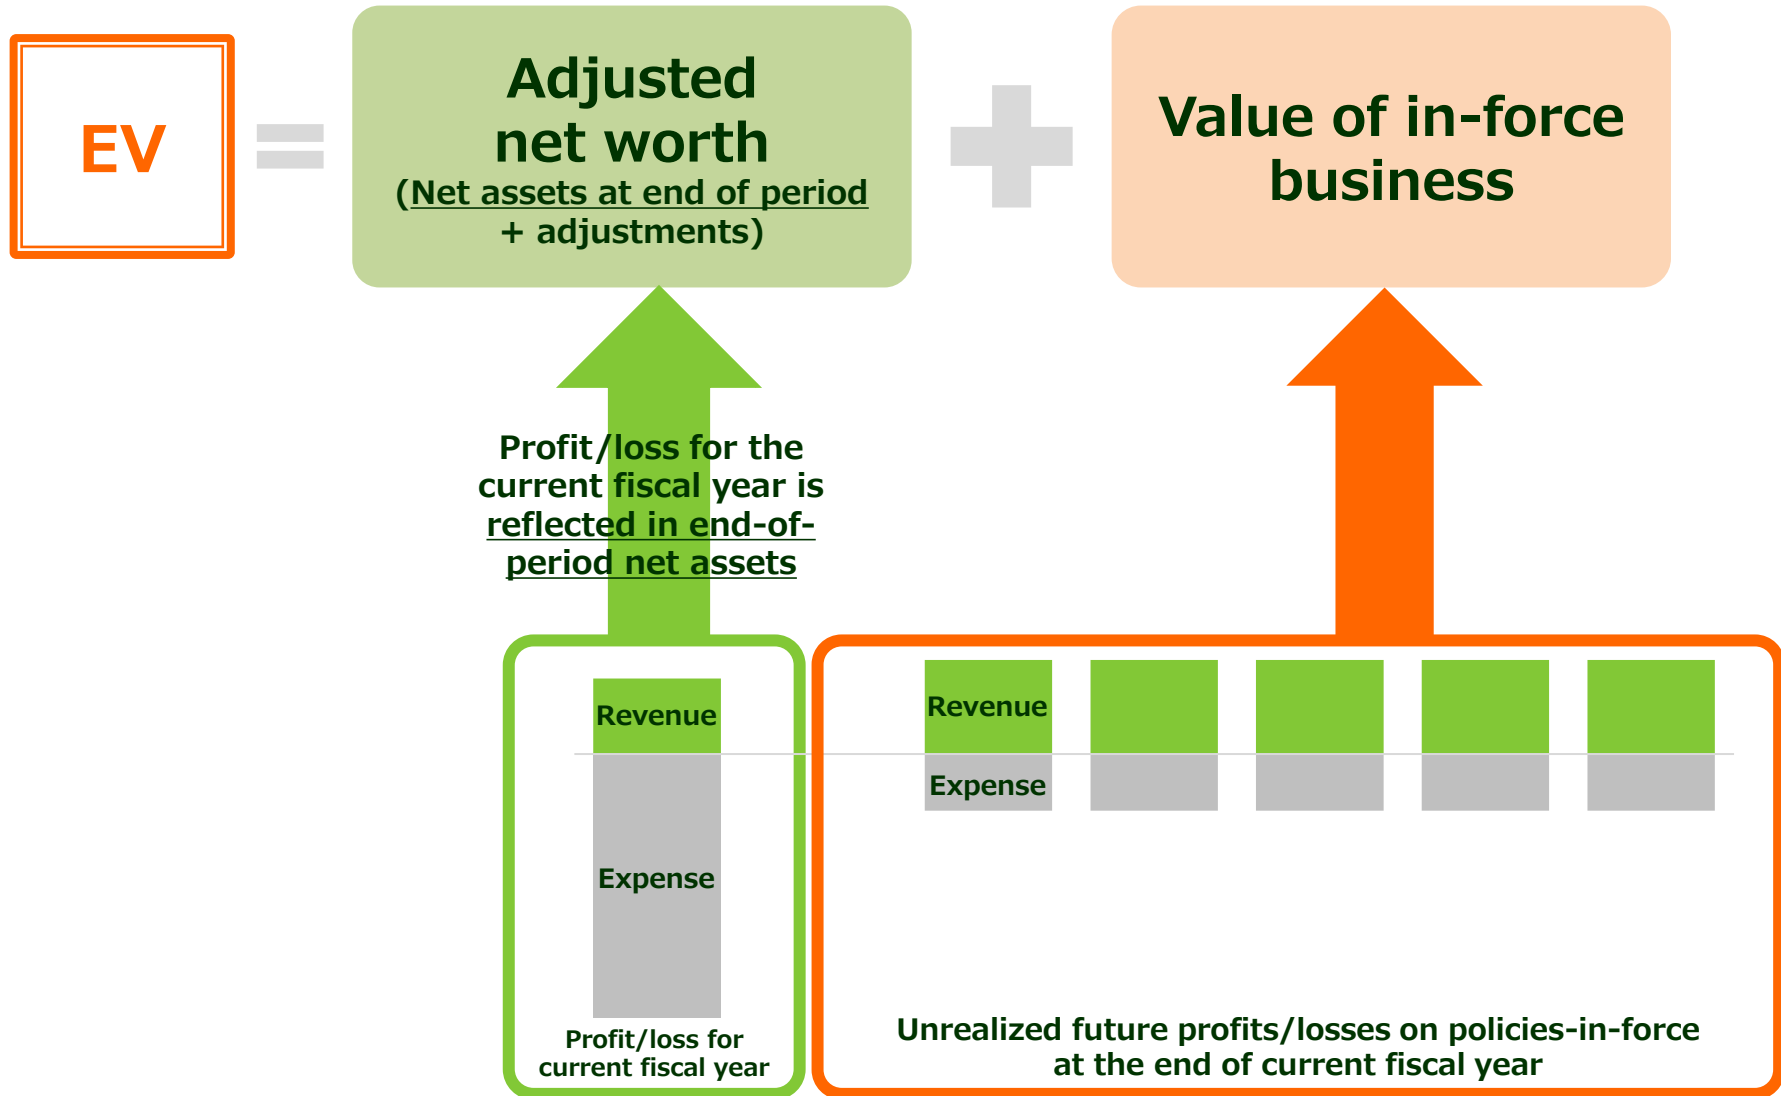 EV
=
Adjusted
net worth
(Net assets at end of period
+ adjustments)
+
Value of in-force
business
Profit/loss for the
current fiscal year is
reflected in end-of-
period net assets
Revenue
Expense
Profit/loss for
current fiscal year
Revenue
Expense
Unrealized future profits/losses on policies-in-force
at the end of current fiscal year